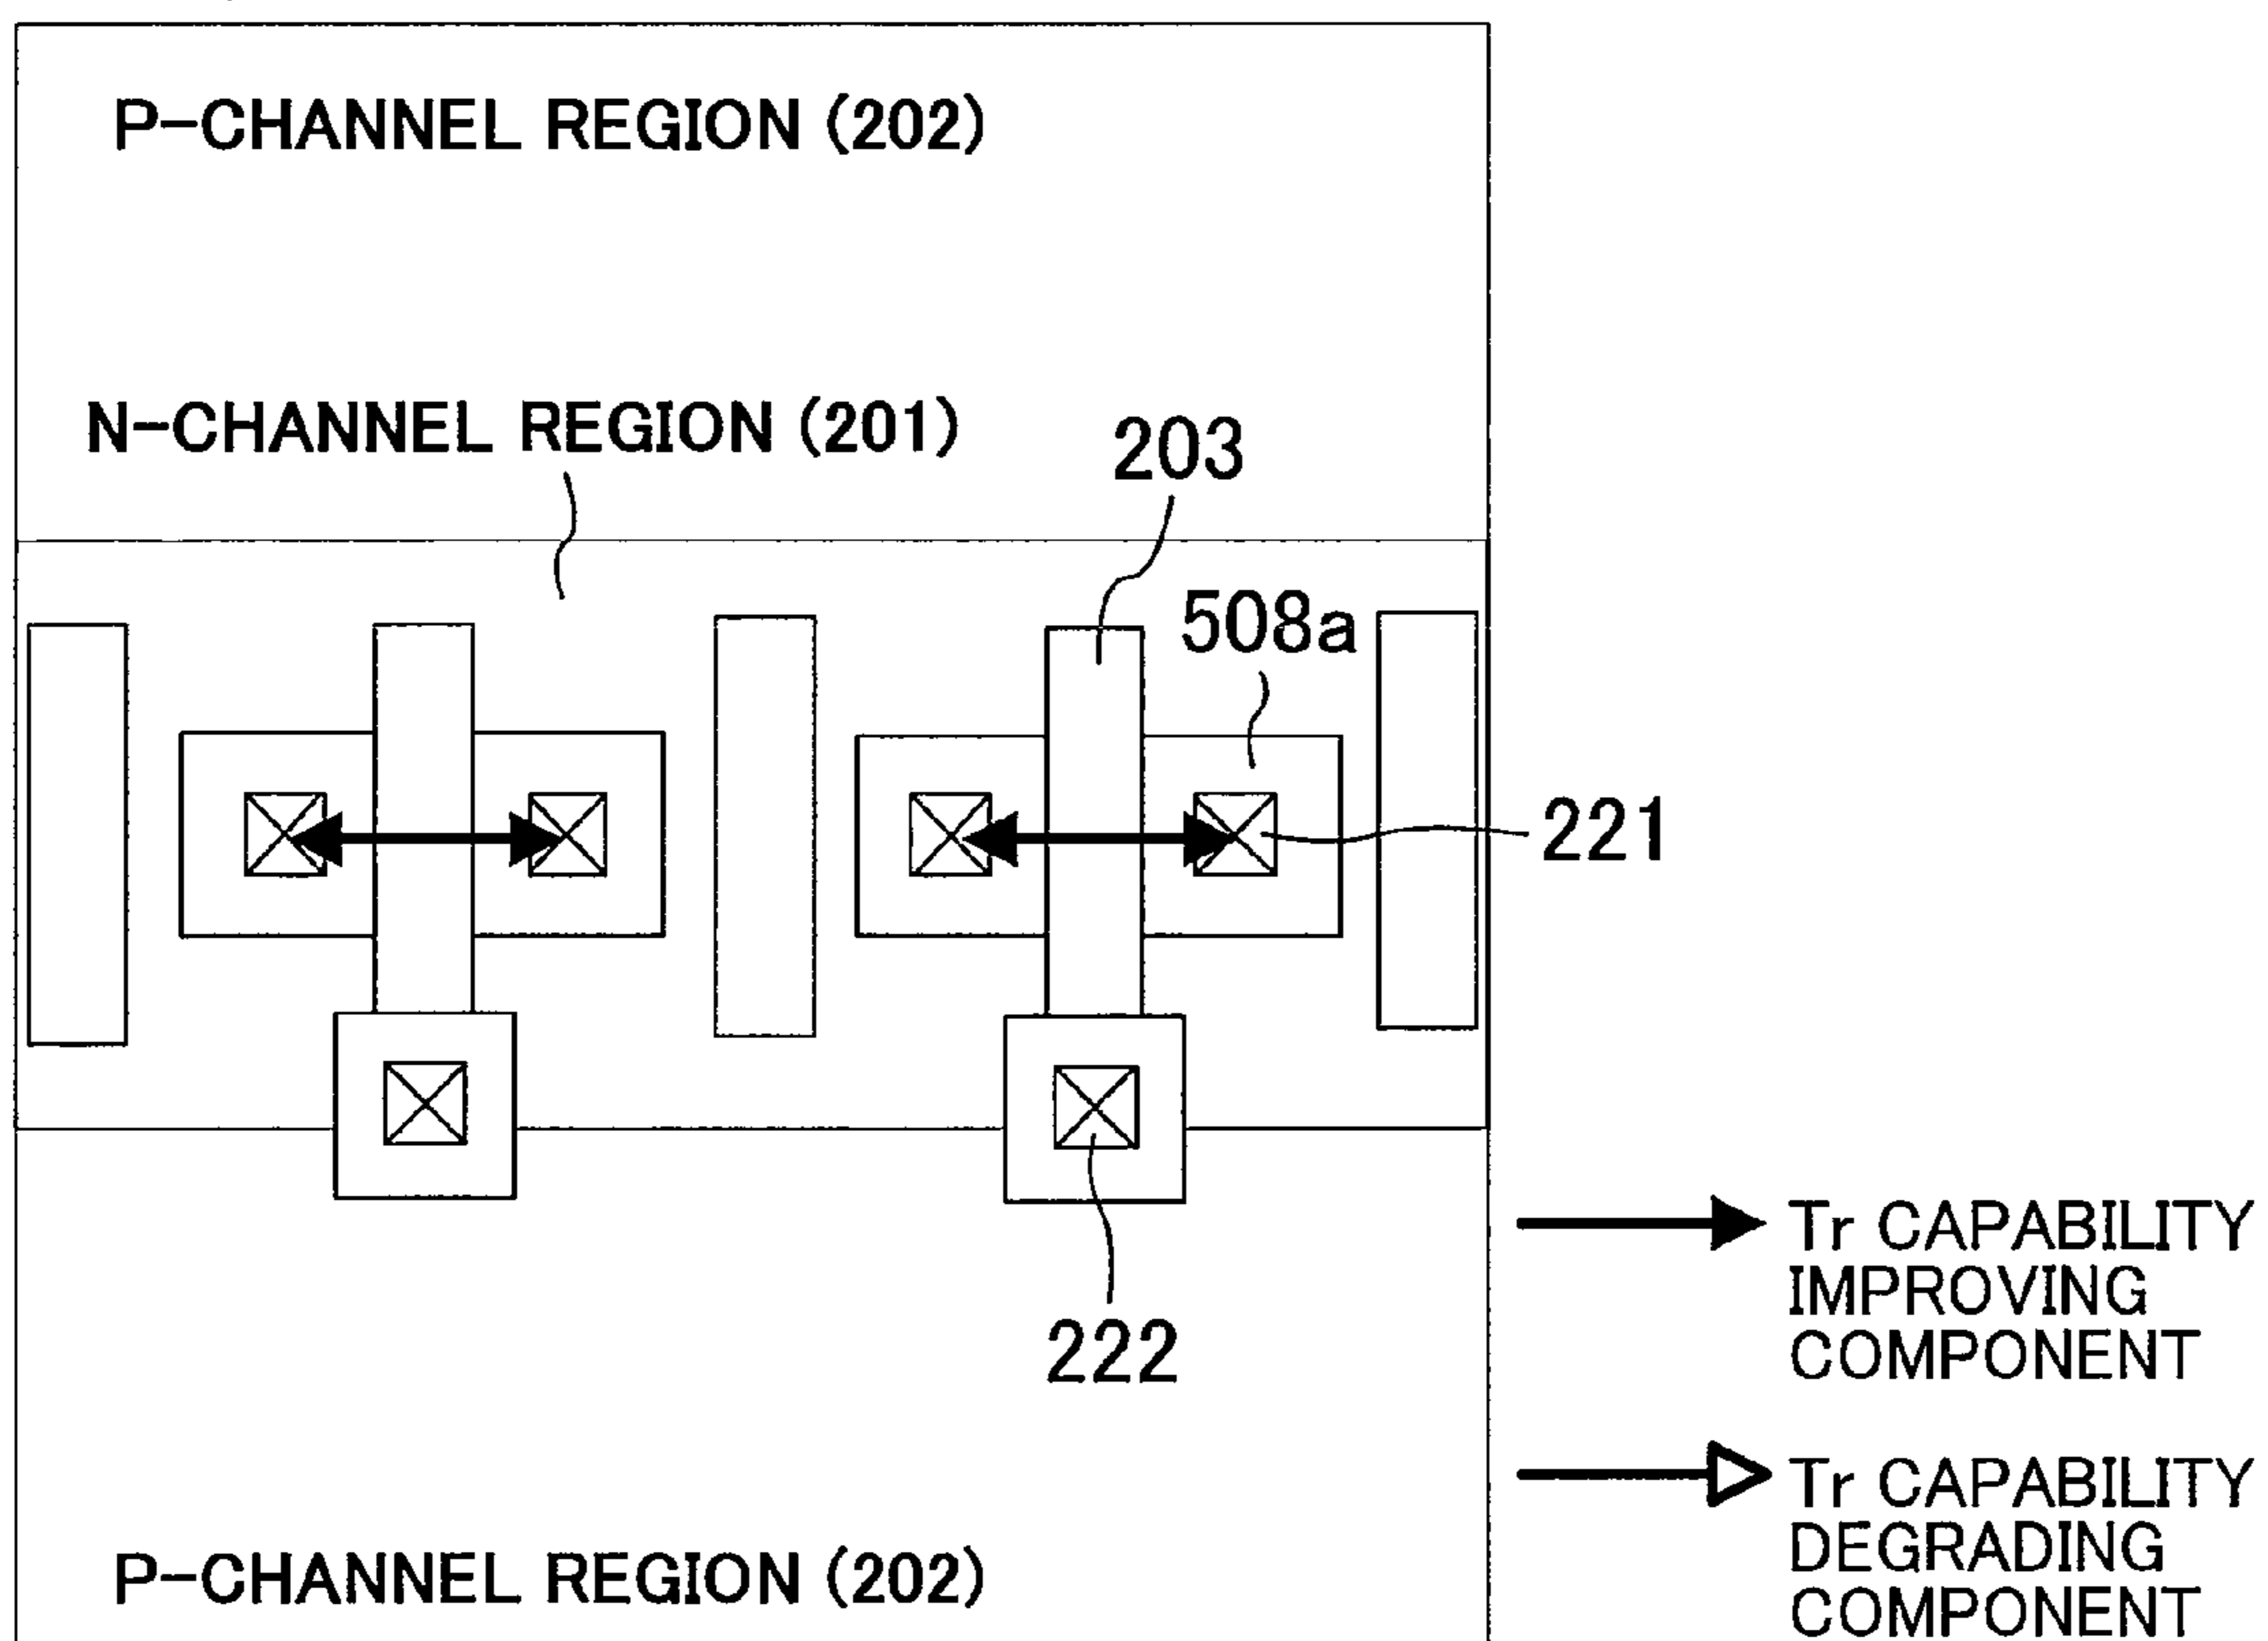 P-CHANNEL REGION (202)
N-CHANNEL REGION (201)
203
508a
221
222
Tr CAPABILITY
IMPROVING
COMPONENT
Tr CAPABILITY
DEGRADING
COMPONENT
P-CHANNEL REGION (202)